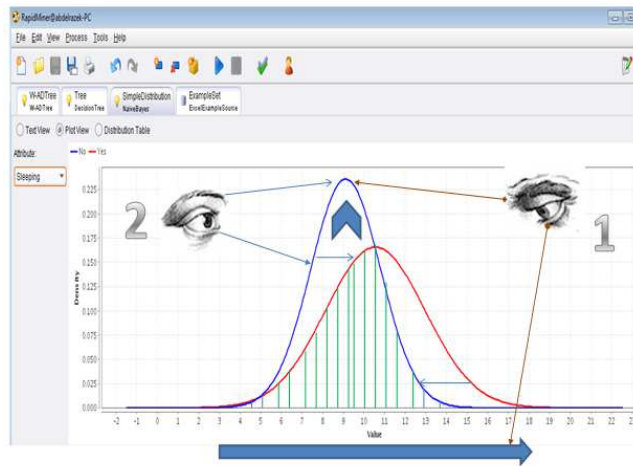 RapidMiner@abdelrazek-PC
File Edit View Process Tools Help
W-ADTree
W-ADTree
Tree
DecisionTree
SimpleDistribution
NaiveBayes
ExampleSet
ExcelExampleSource
Text View Plot View Distribution Table
Attribute:
Sleeping
No Yes
0.225
0.200
0.175
0.150
0.125
0.100
0.075
0.050
0.025
0.000
Density
2
1
-2 -1 0 1 2 3 4 5 6 7 8 9 10 11 12 13 14 15 16 17 18 19 20 21 22
Value